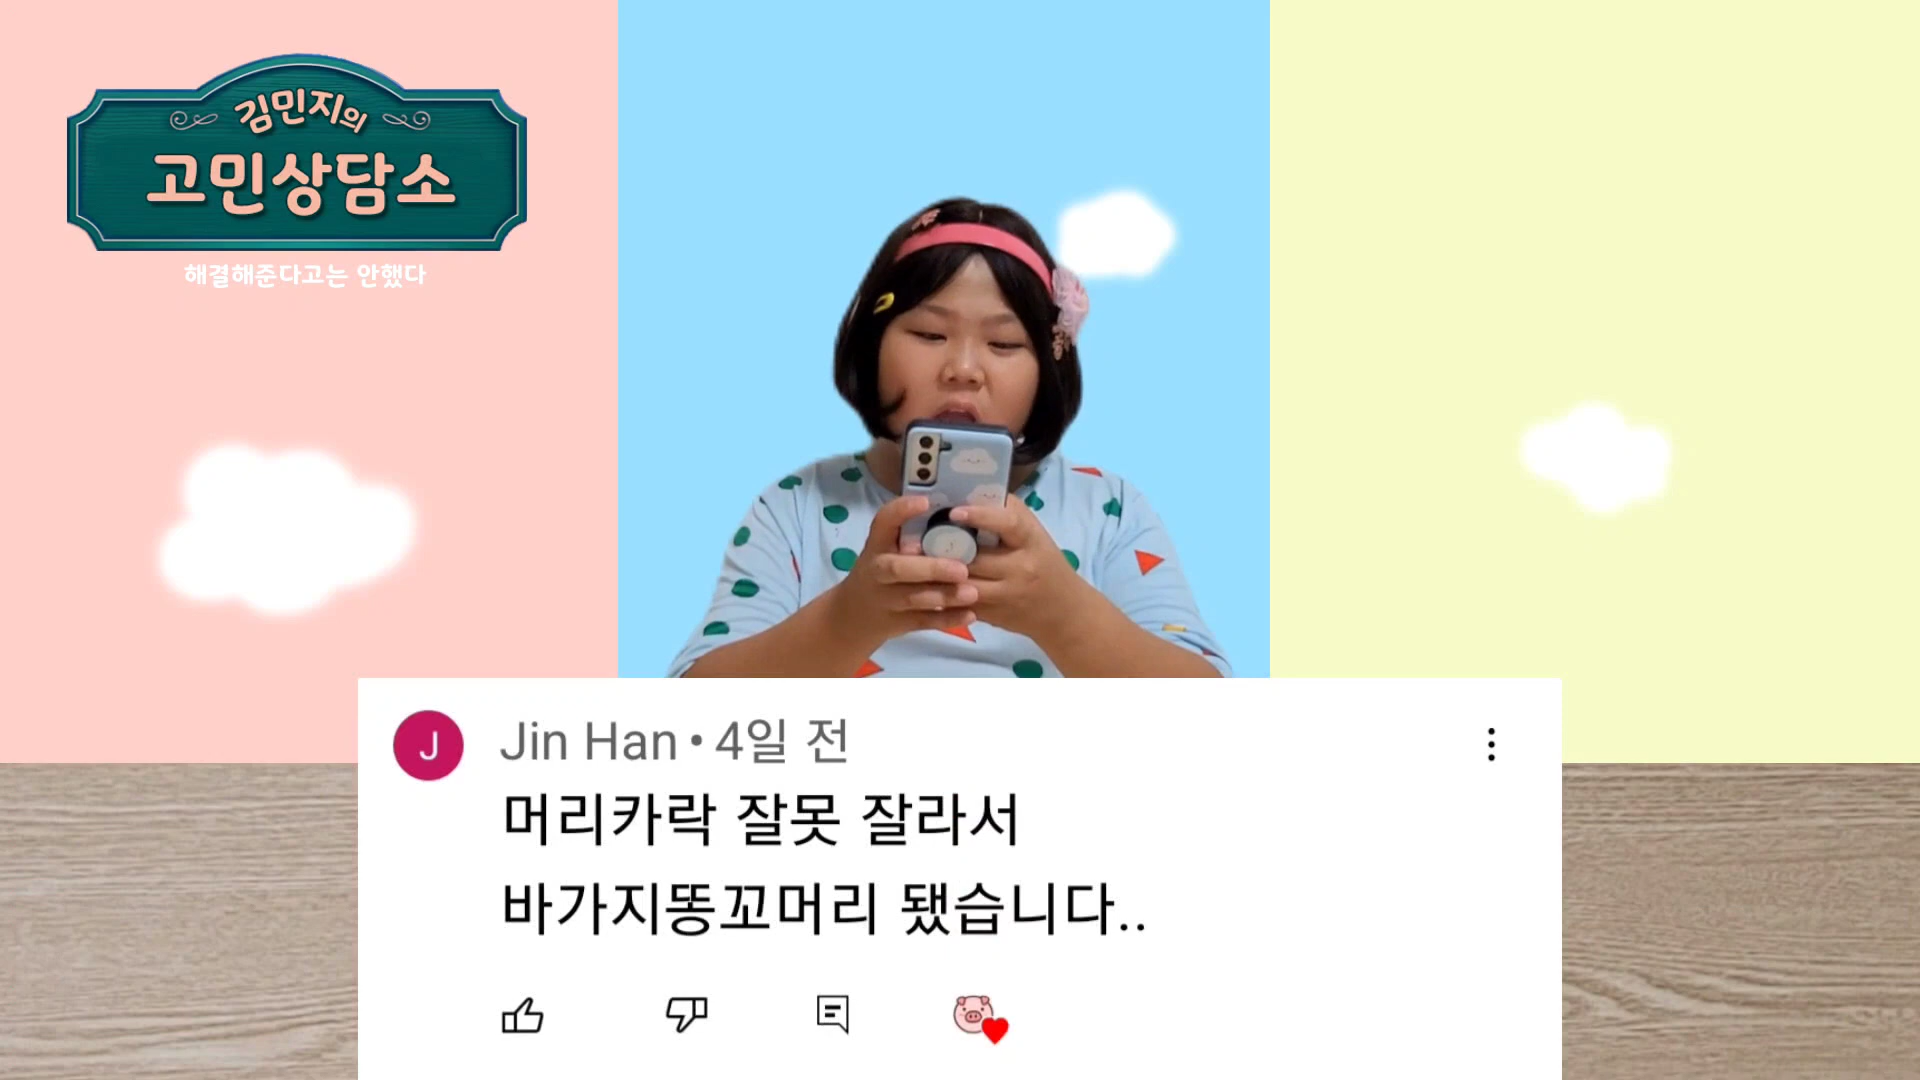 김민지의
고민상담소
해결해준다고는 안했다
J
Jin Han • 4일 전
머리카락 잘못 잘라서
바가지똥꼬머리 됐습니다..